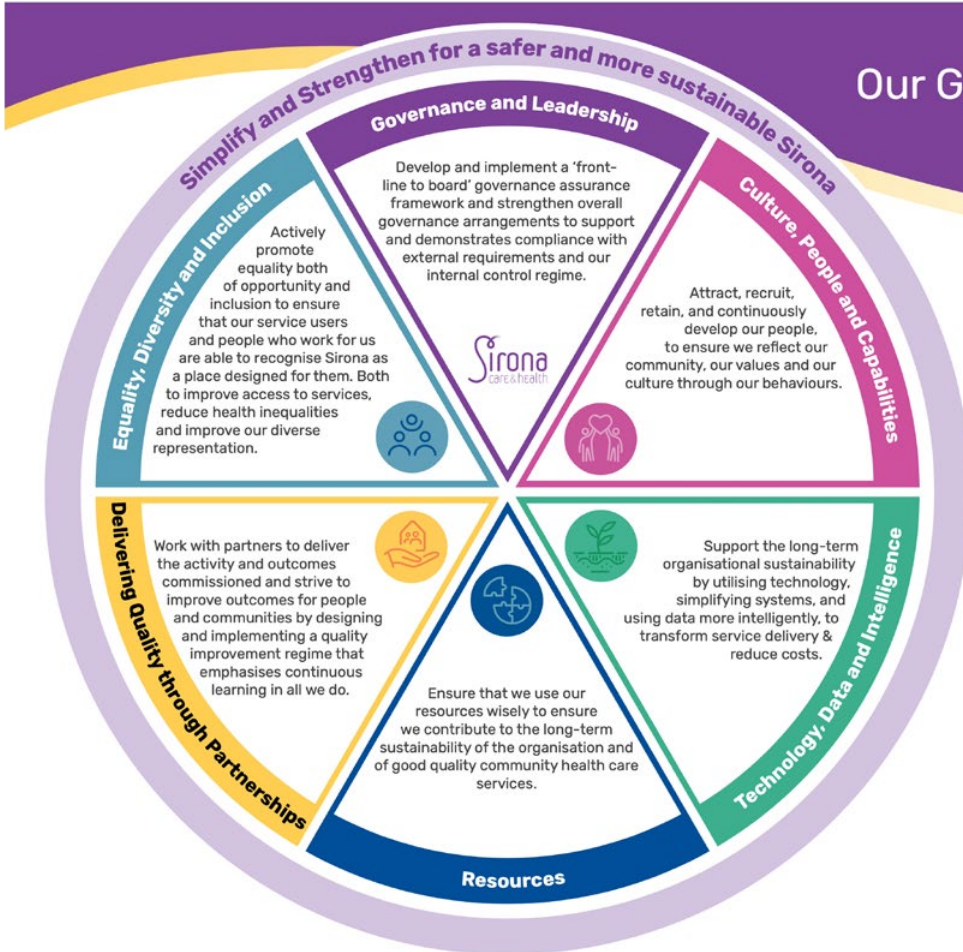 Our G
Simplify and Strengthen for a safer and more sustainable Sirona
Governance and Leadership
Develop and implement a ‘front-
line to board’ governance assurance
framework and strengthen overall
governance arrangements to support
and demonstrates compliance with
external requirements and our
internal control regime.
Sirona
care & health
Culture, People and Capabilities
Attract, recruit,
retain, and continuously
develop our people,
to ensure we reflect our
community, our values and our
culture through our behaviours.
Technology, Data and Intelligence
Support the long-term
organisational sustainability
by utilising technology,
simplifying systems, and
using data more intelligently, to
transform service delivery &
reduce costs.
Resources
Ensure that we use our
resources wisely to ensure
we contribute to the long-term
sustainability of the organisation and
of good quality community health care
services.
Delivering Quality through Partnerships
Work with partners to deliver
the activity and outcomes
commissioned and strive to
improve outcomes for people
and communities by designing
and implementing a quality
improvement regime that
emphasises continuous
learning in all we do.
Equality, Diversity and Inclusion
Actively
promote
equality both
of opportunity and
inclusion to ensure
that our service users
and people who work for us
are able to recognise Sirona as
a place designed for them. Both
to improve access to services,
reduce health inequalities
and improve our diverse
representation.